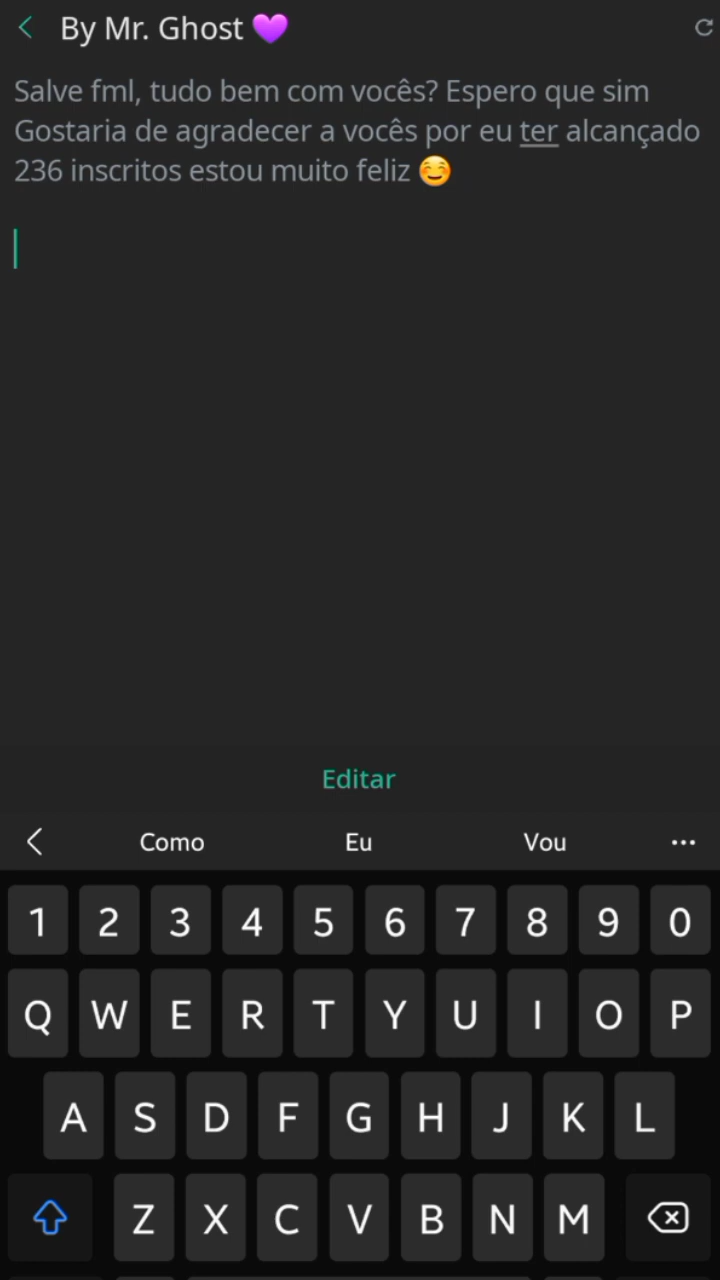 By Mr. Ghost 💜
Salve fml, tudo bem com vocês? Espero que sim
Gostaria de agradecer a vocês por eu ter alcançado
236 inscritos estou muito feliz ☺️
Editar
Como Eu Vou ...
1 2 3 4 5 6 7 8 9 0
Q W E R T Y U I O P
A S D F G H J K L
Z X C V B N M